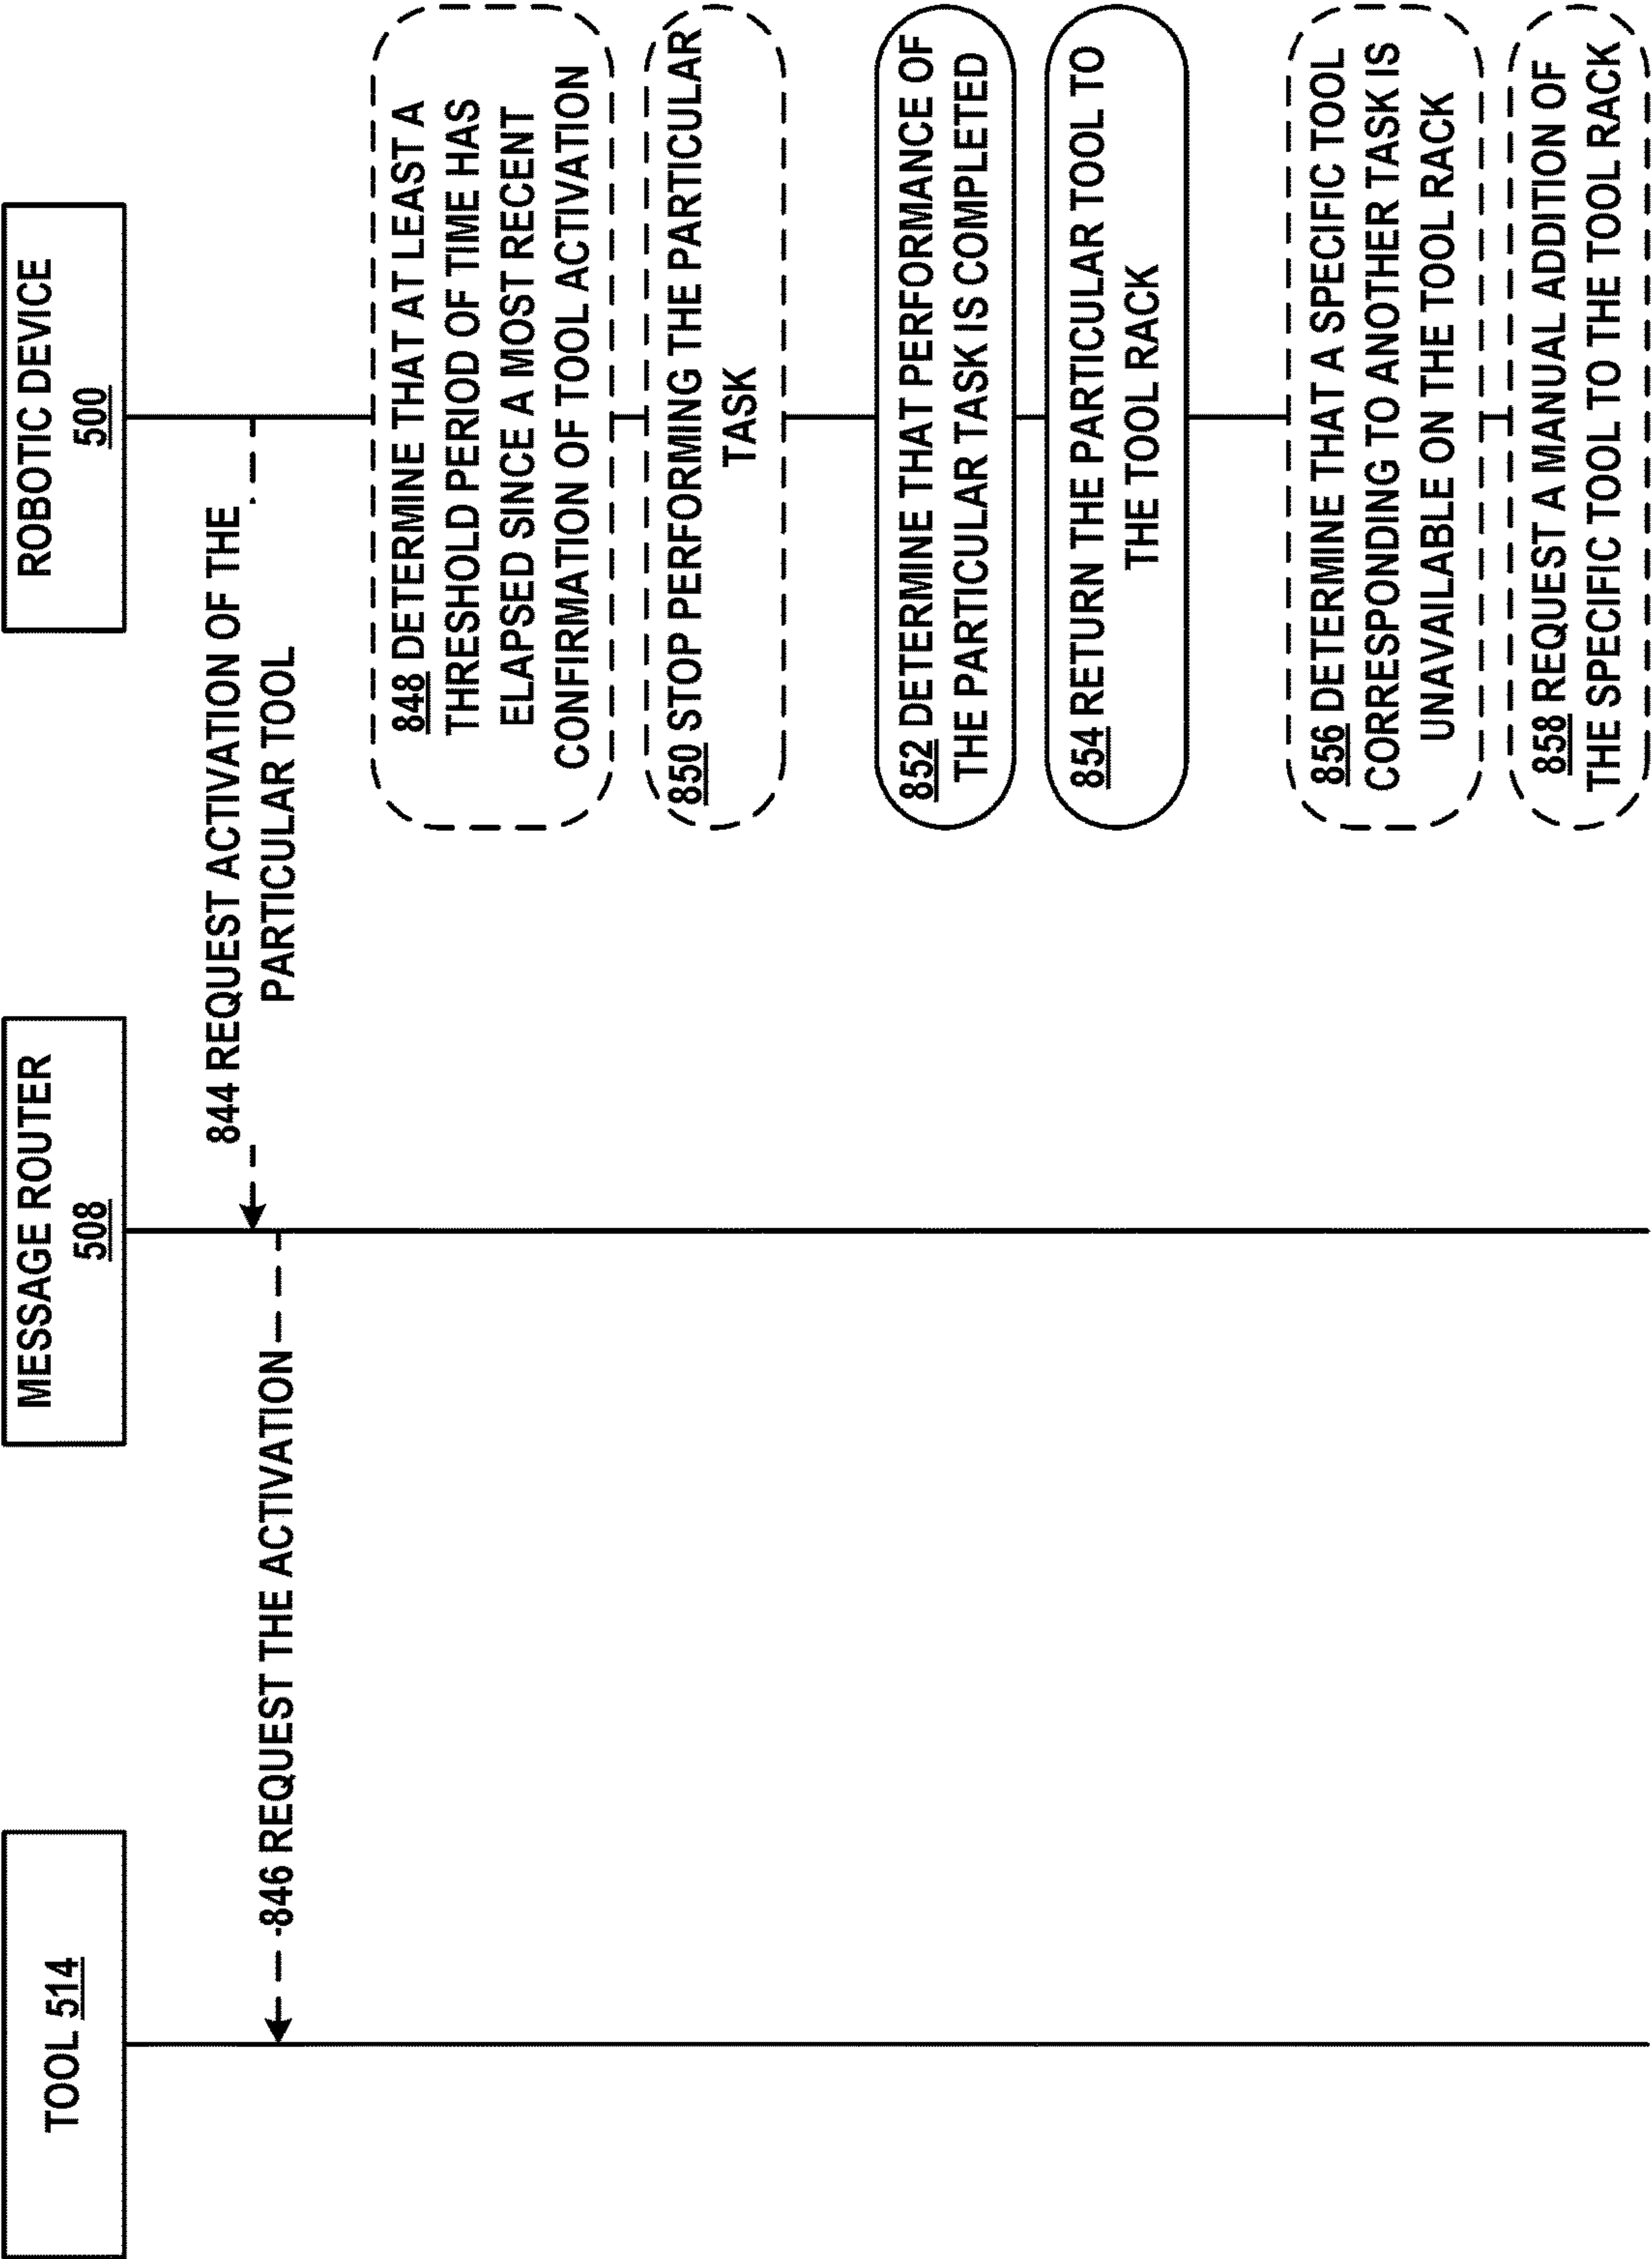 TOOL 514
MESSAGE ROUTER
508
ROBOTIC DEVICE
500
844 REQUEST ACTIVATION OF THE
PARTICULAR TOOL
846 REQUEST THE ACTIVATION
848 DETERMINE THAT AT LEAST A
THRESHOLD PERIOD OF TIME HAS
ELAPSED SINCE A MOST RECENT
CONFIRMATION OF TOOL ACTIVATION
850 STOP PERFORMING THE PARTICULAR
TASK
852 DETERMINE THAT PERFORMANCE OF
THE PARTICULAR TASK IS COMPLETED
854 RETURN THE PARTICULAR TOOL TO
THE TOOL RACK
856 DETERMINE THAT A SPECIFIC TOOL
CORRESPONDING TO ANOTHER TASK IS
UNAVAILABLE ON THE TOOL RACK
858 REQUEST A MANUAL ADDITION OF
THE SPECIFIC TOOL TO THE TOOL RACK